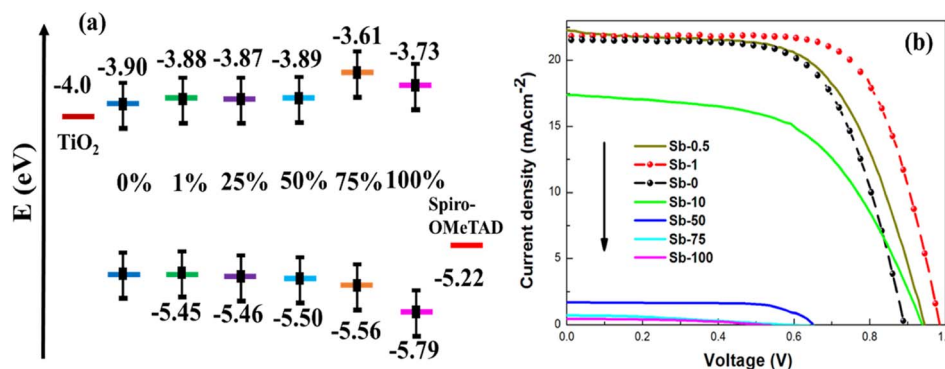 (a)
-3.61
-3.90 -3.88 -3.87 -3.89 -3.73
-4.0
TiO2
E (eV)
0% 1% 25% 50% 75% 100%
Spiro-
OMeTAD
-5.22
-5.45 -5.46 -5.50 -5.56
-5.79
(b)
Current density (mAcm-2)
20
15
10
5
0
Sb-0.5
Sb-1
Sb-0
Sb-10
Sb-50
Sb-75
Sb-100
0.0 0.2 0.4 0.6 0.8
Voltage (V)